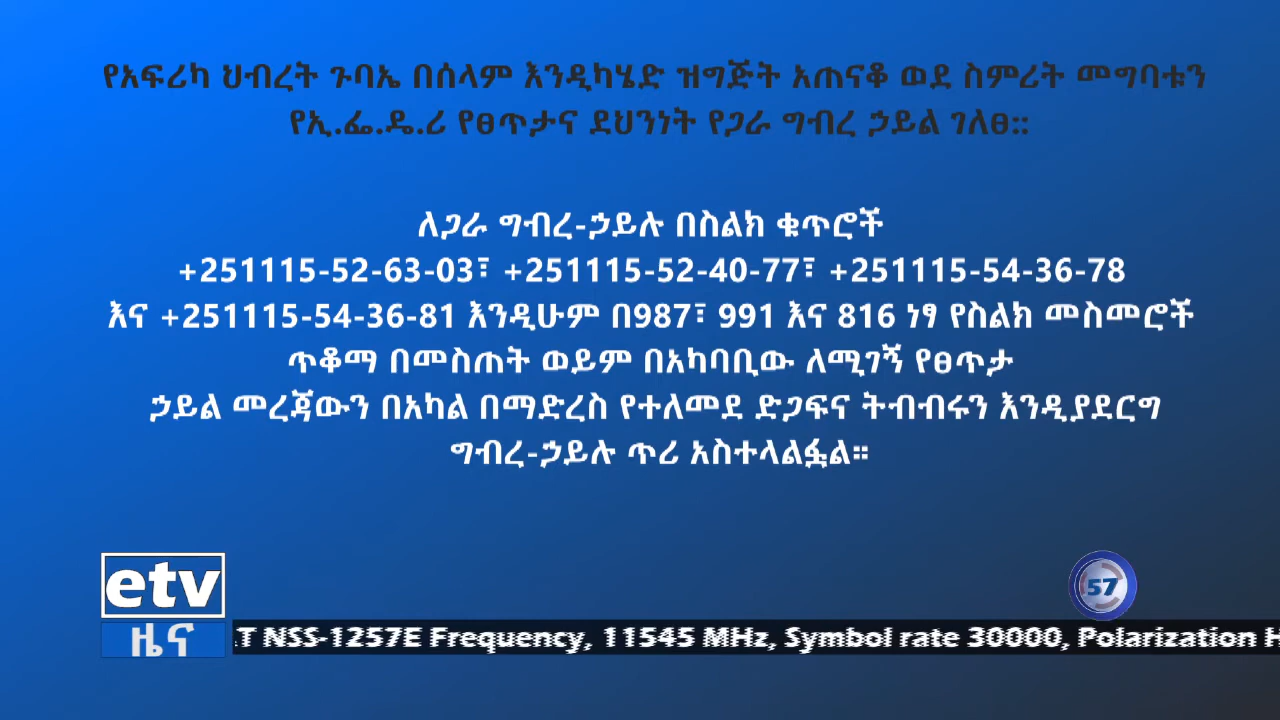 የአፍሪካ ህብረት ጉባኤ በሰላም እንዲካሄድ ዝግጅት አጠናቆ ወደ ስምሪት መግባቱን
የኢ.ፌ.ዴ.ሪ የፀጥታና ደህንነት የጋራ ግብረ ኃይል ገለፀ።
ለጋራ ግብረ-ኃይሉ በስልክ ቁጥሮች
+251115-52-63-03፣ +251115-52-40-77፣ +251115-54-36-78
እና +251115-54-36-81 እንዲሁም በ987፣ 991 እና 816 ነፃ የስልክ መስመሮች
ጥቆማ በመስጠት ወይም በአካባቢው ለሚገኝ የፀጥታ
ኃይል መረጃውን በአካል በማድረስ የተለመደ ድጋፍና ትብብሩን እንዲያደርግ
ግብረ-ኃይሉ ጥሪ አስተላልፏል።
etv
57
ዜና
NSS-1257E Frequency, 11545 MHz, Symbol rate 30000, Polarization H